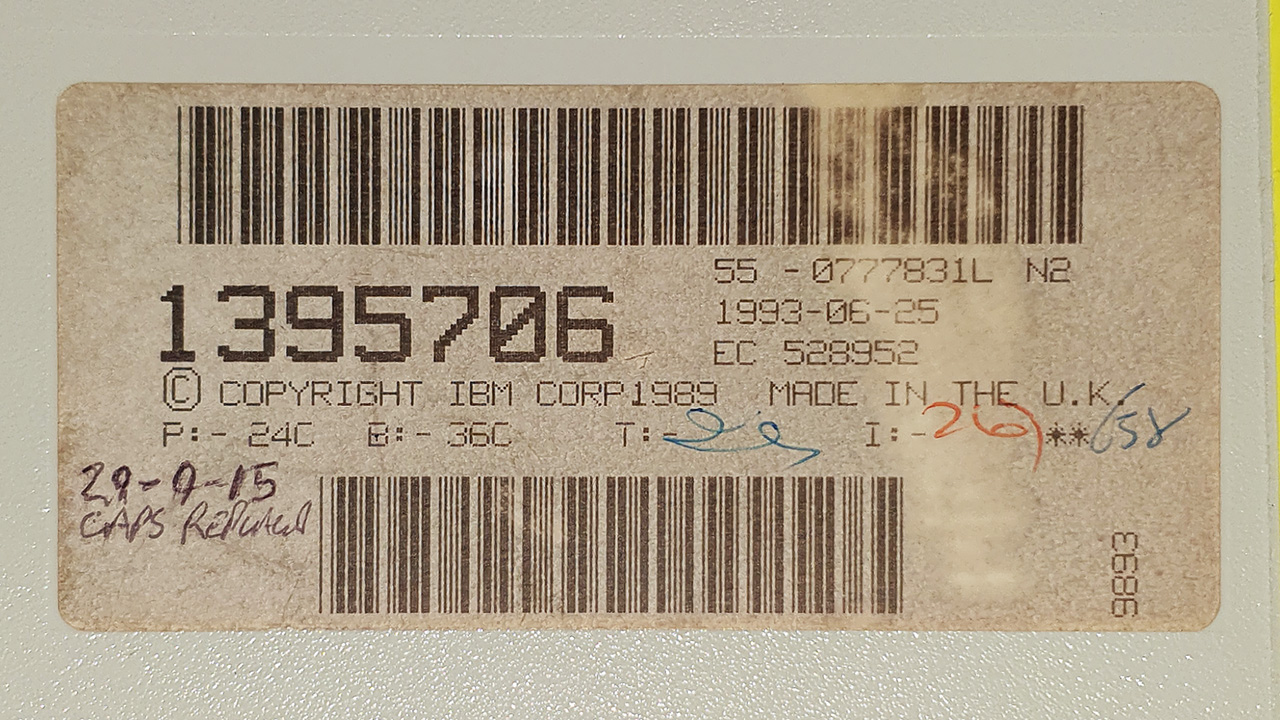 55 -0777831L N2
1395706
1993-06-25
EC 528952
© COPYRIGHT IBM CORP1989 MADE IN THE U.K.
P:- 24C B:- 36C T:- I:- 26 **658
29-9-15
CAPS REPLACED
9893